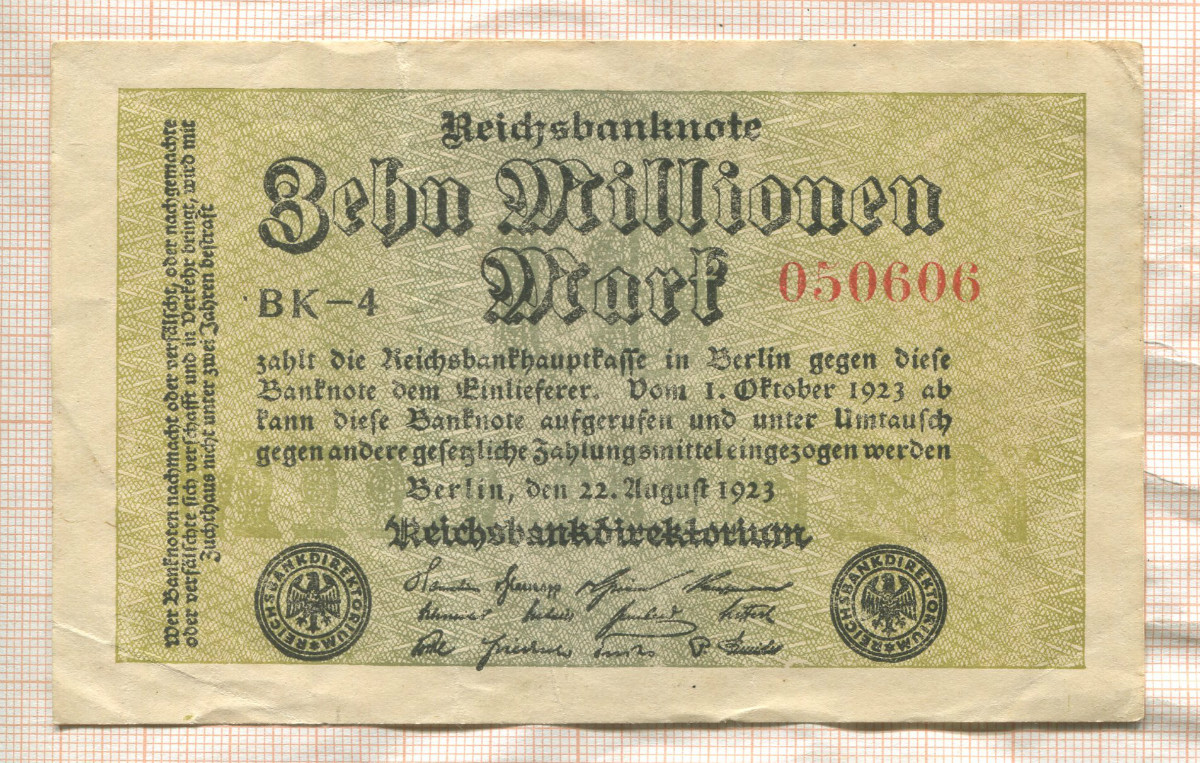 Reichsbanknote
Zehn Millionen
Mark
BK-4
050606
zahlt die Reichsbankhauptkasse in Berlin gegen diese
Banknote dem Einlieferer. Vom 1. Oktober 1923 ab
kann diese Banknote aufgerufen und unter Umtausch
gegen andere gesetzliche Zahlungsmittel eingezogen werden
Berlin, den 22. August 1923
Reichsbankdirektorium
REICHSBANKDIREKTORIUM
REICHSBANKDIREKTORIUM
Wer Banknoten nachmacht oder verfälscht, oder nachgemachte
oder verfälschte sich verschafft und in Verkehr bringt, wird mit
Zuchthaus nicht unter zwei Jahren bestraft